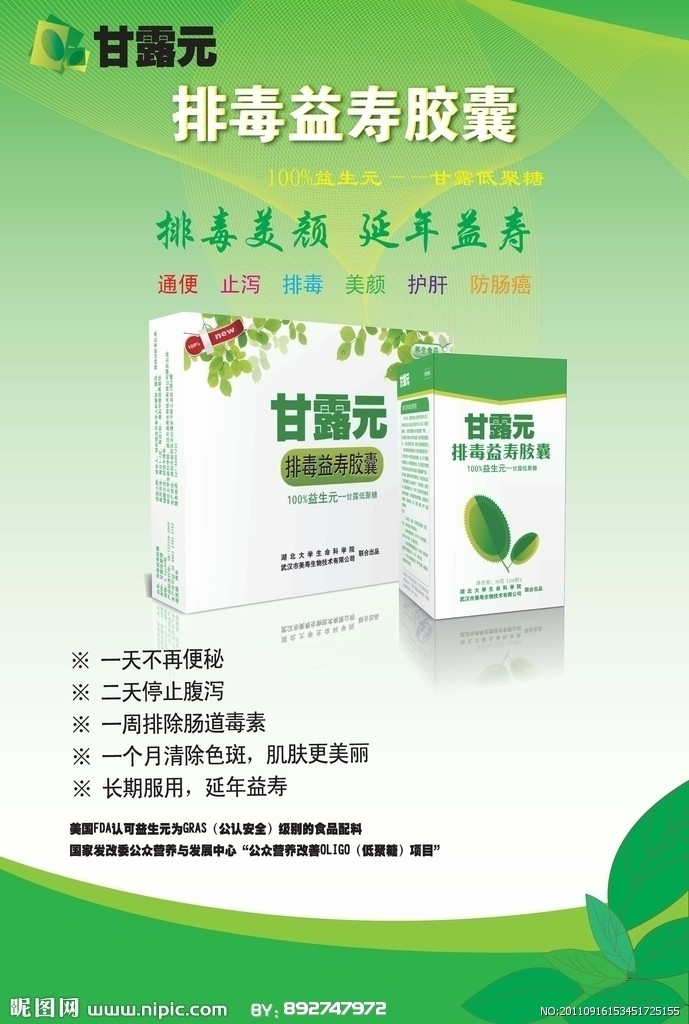 甘露元
排毒益寿胶囊
100%益生元——甘露低聚糖
排毒美颜 延年益寿
通便 止泻 排毒 美颜 护肝 防肠癌
100% new
养生食品
甘露元
排毒益寿胶囊
100%益生元—甘露低聚糖
湖北大学生命科学院
武汉市美寿生物技术有限公司 联合出品
甘露元
排毒益寿胶囊
100%益生元—甘露低聚糖
湖北大学生命科学院
武汉市美寿生物技术有限公司 联合出品
※ 一天不再便秘
※ 二天停止腹泻
※ 一周排除肠道毒素
※ 一个月清除色斑，肌肤更美丽
※ 长期服用，延年益寿
美国FDA认可益生元为GRAS（公认安全）级别的食品配料
国家发改委公众营养与发展中心“公众营养改善OLIGO（低聚糖）项目”
昵图网 www.nipic.com BY: 892747972
NO:20110916153451725155